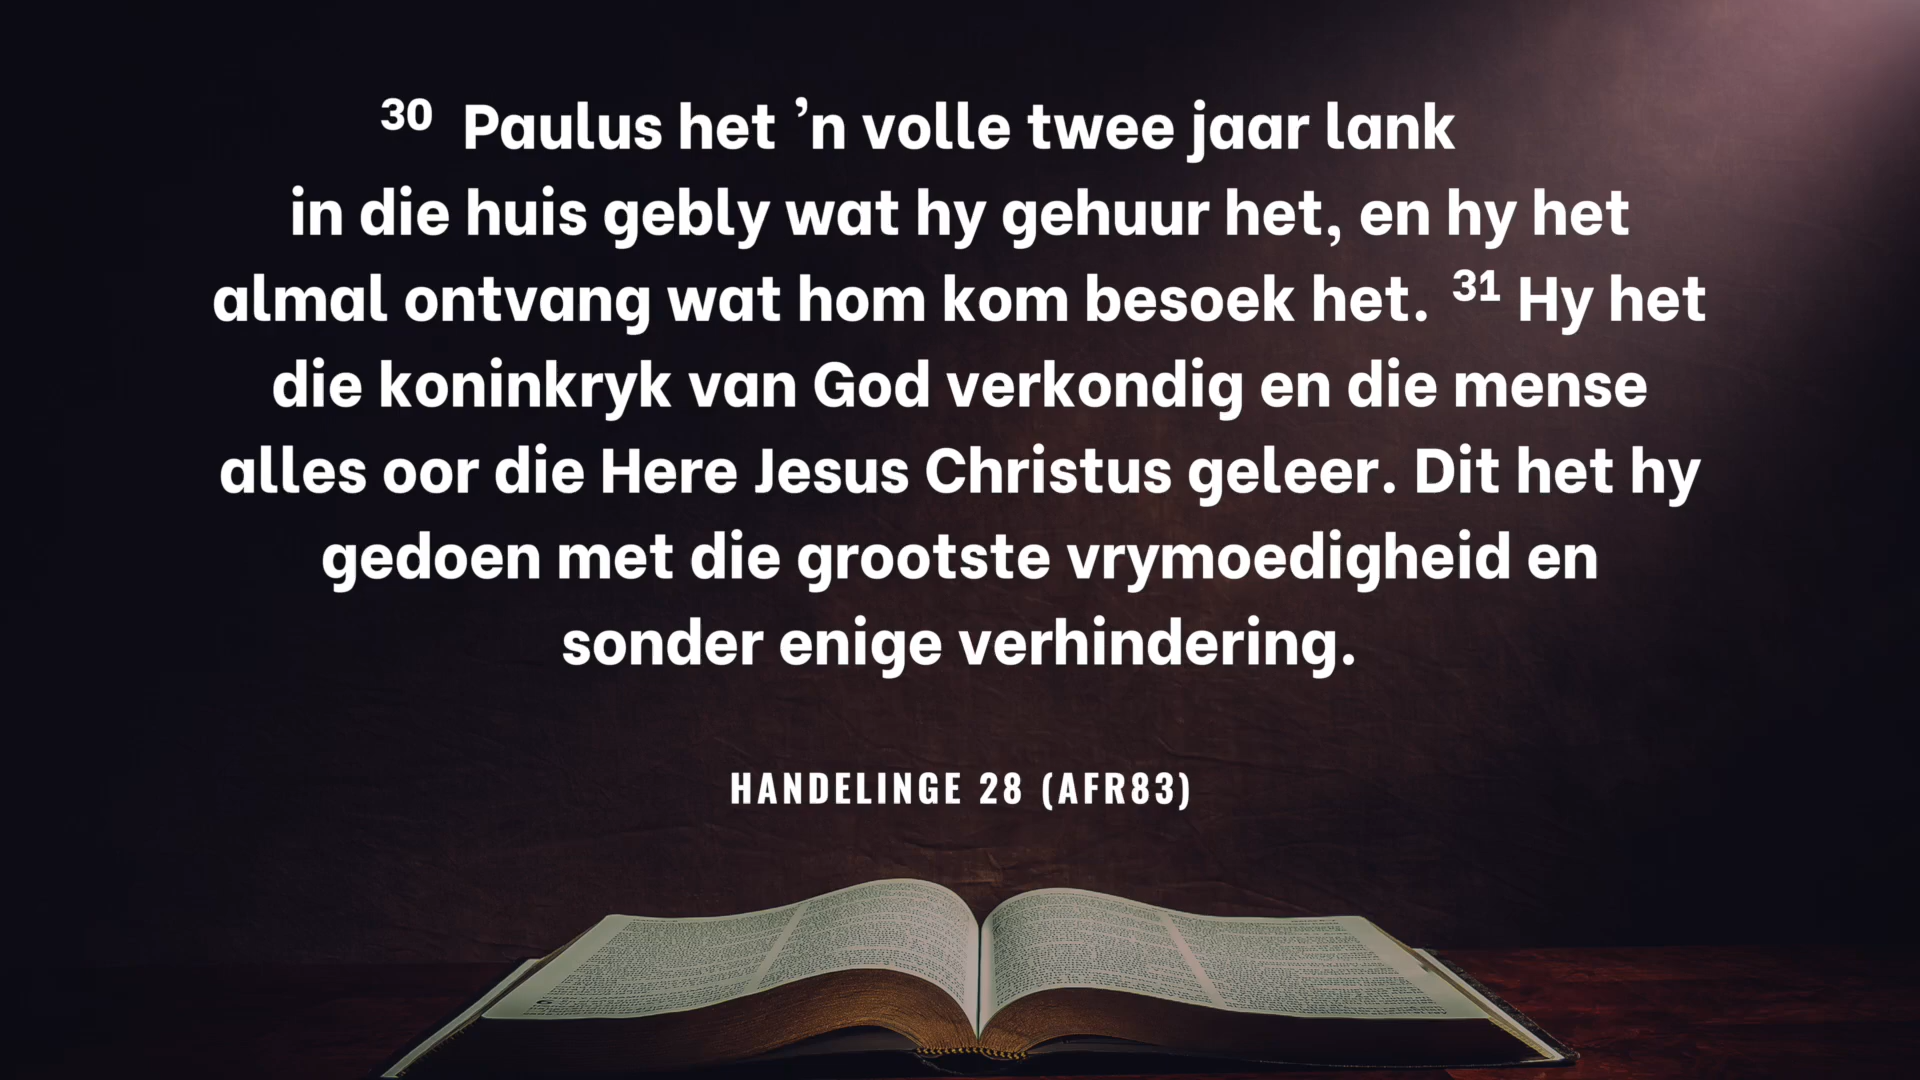 ³⁰ Paulus het ’n volle twee jaar lank
in die huis gebly wat hy gehuur het, en hy het
almal ontvang wat hom kom besoek het. ³¹ Hy het
die koninkryk van God verkondig en die mense
alles oor die Here Jesus Christus geleer. Dit het hy
gedoen met die grootste vrymoedigheid en
sonder enige verhindering.
HANDELINGE 28 (AFR83)